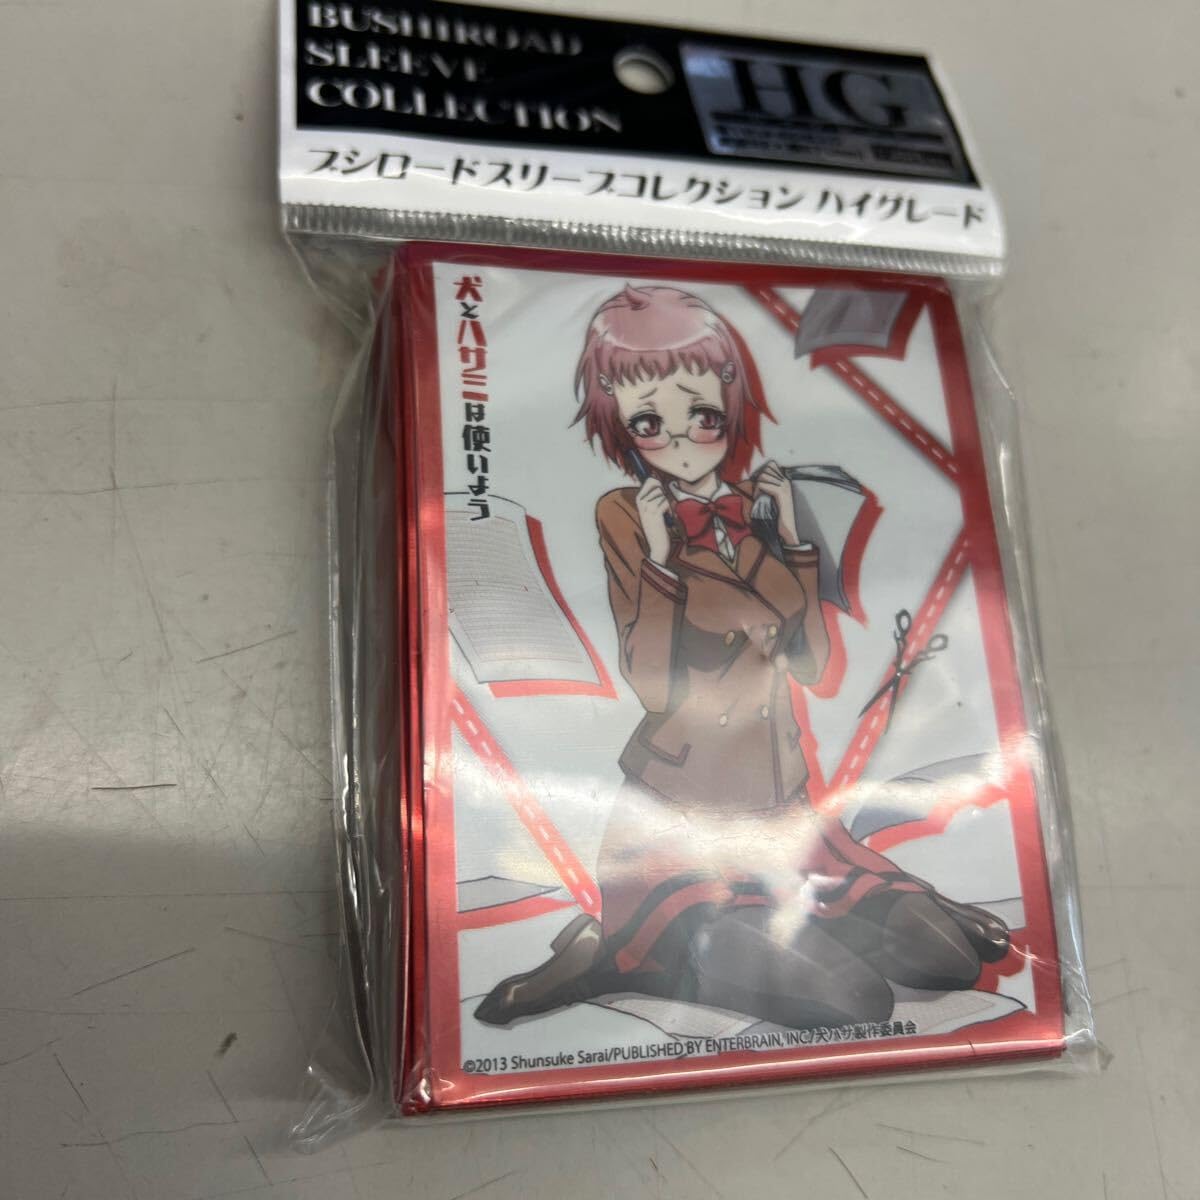 BUSHIROAD
SLEEVE
COLLECTION
HG
ブシロードスリーブコレクション ハイグレード
犬とハサミは使いよう
©2013 Shunsuke Sarai/PUBLISHED BY ENTERBRAIN, INC./犬ハサ製作委員会